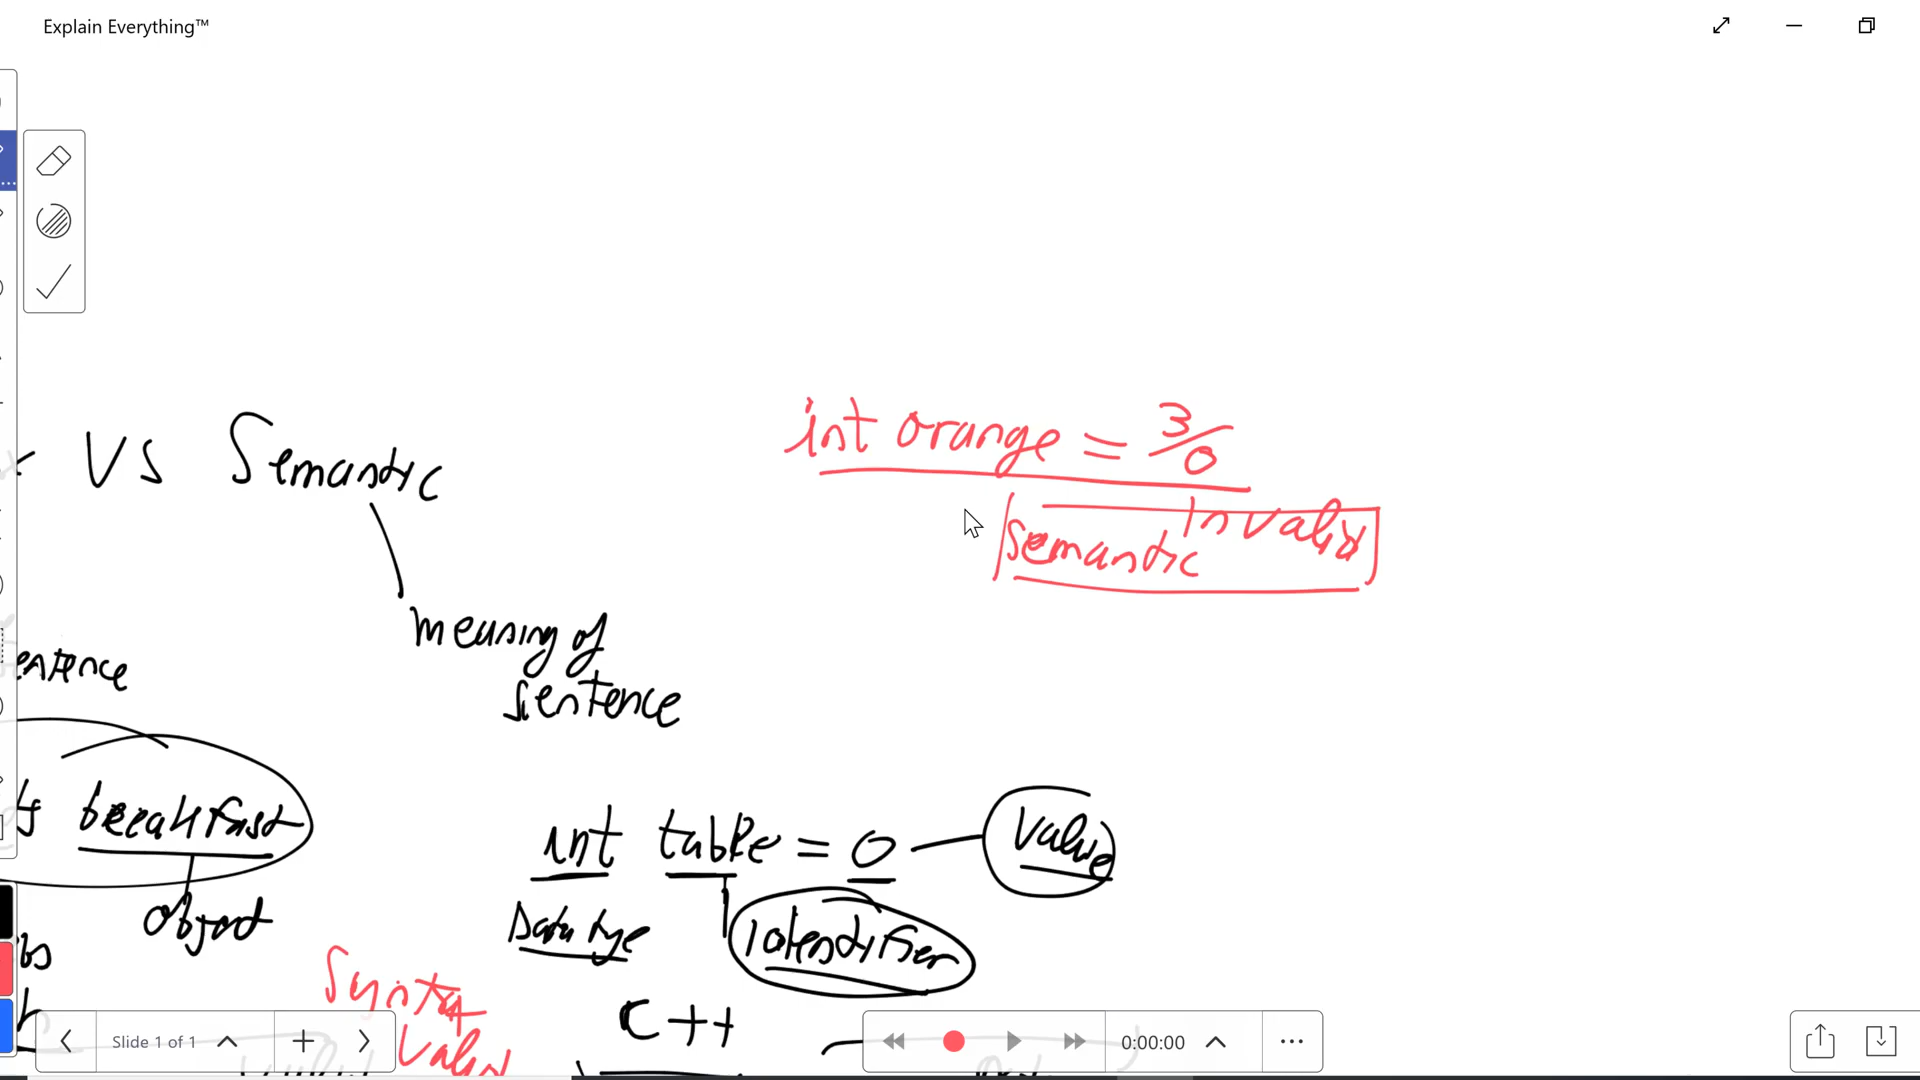 Explain Everything™
int orange = 3/0
VS Semantic
Invalid
Semantic
meaning of
sentence
entence
breakfast
int table = 0
Value
object
Data type
Identifier
Syntax
C++
Valid
Slide 1 of 1
0:00:00